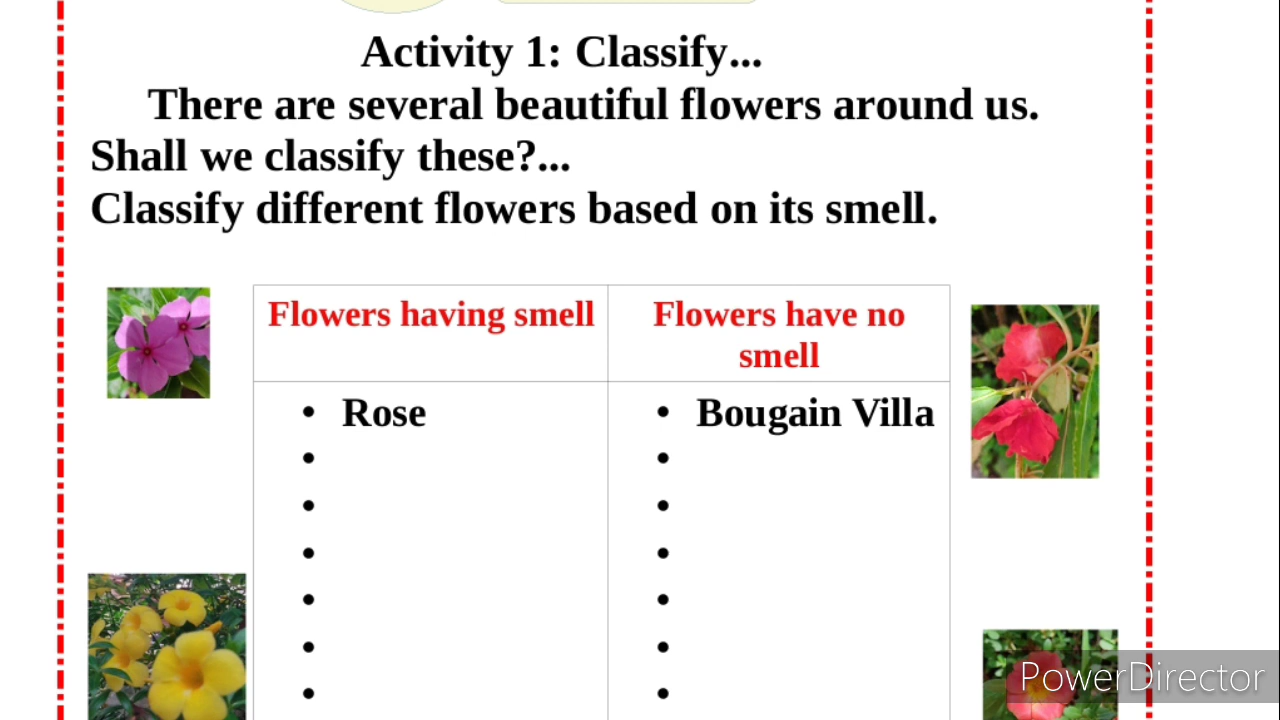 Activity 1: Classify...
There are several beautiful flowers around us.
Shall we classify these?...
Classify different flowers based on its smell.
Flowers having smell
Flowers have no
smell
• Rose
• Bougain Villa
•
•
•
•
•
•
•
•
•
•
•
•
PowerDirector